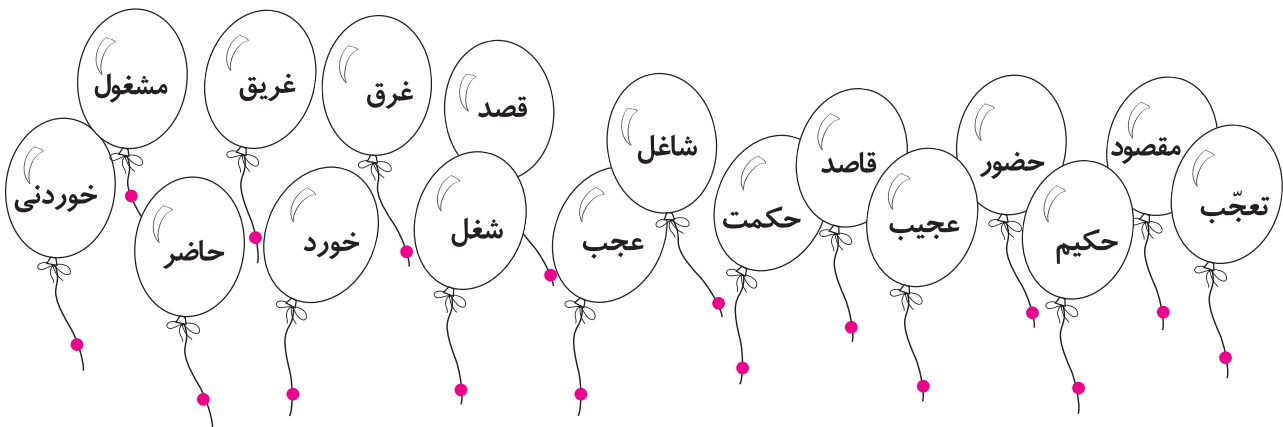 مقصود
تعجّب
حضور
حکیم
قاصد
عجیب
حکمت
شاغل
عجب
قصد
شغل
غرق
خورد
غریق
حاضر
مشغول
خوردنی